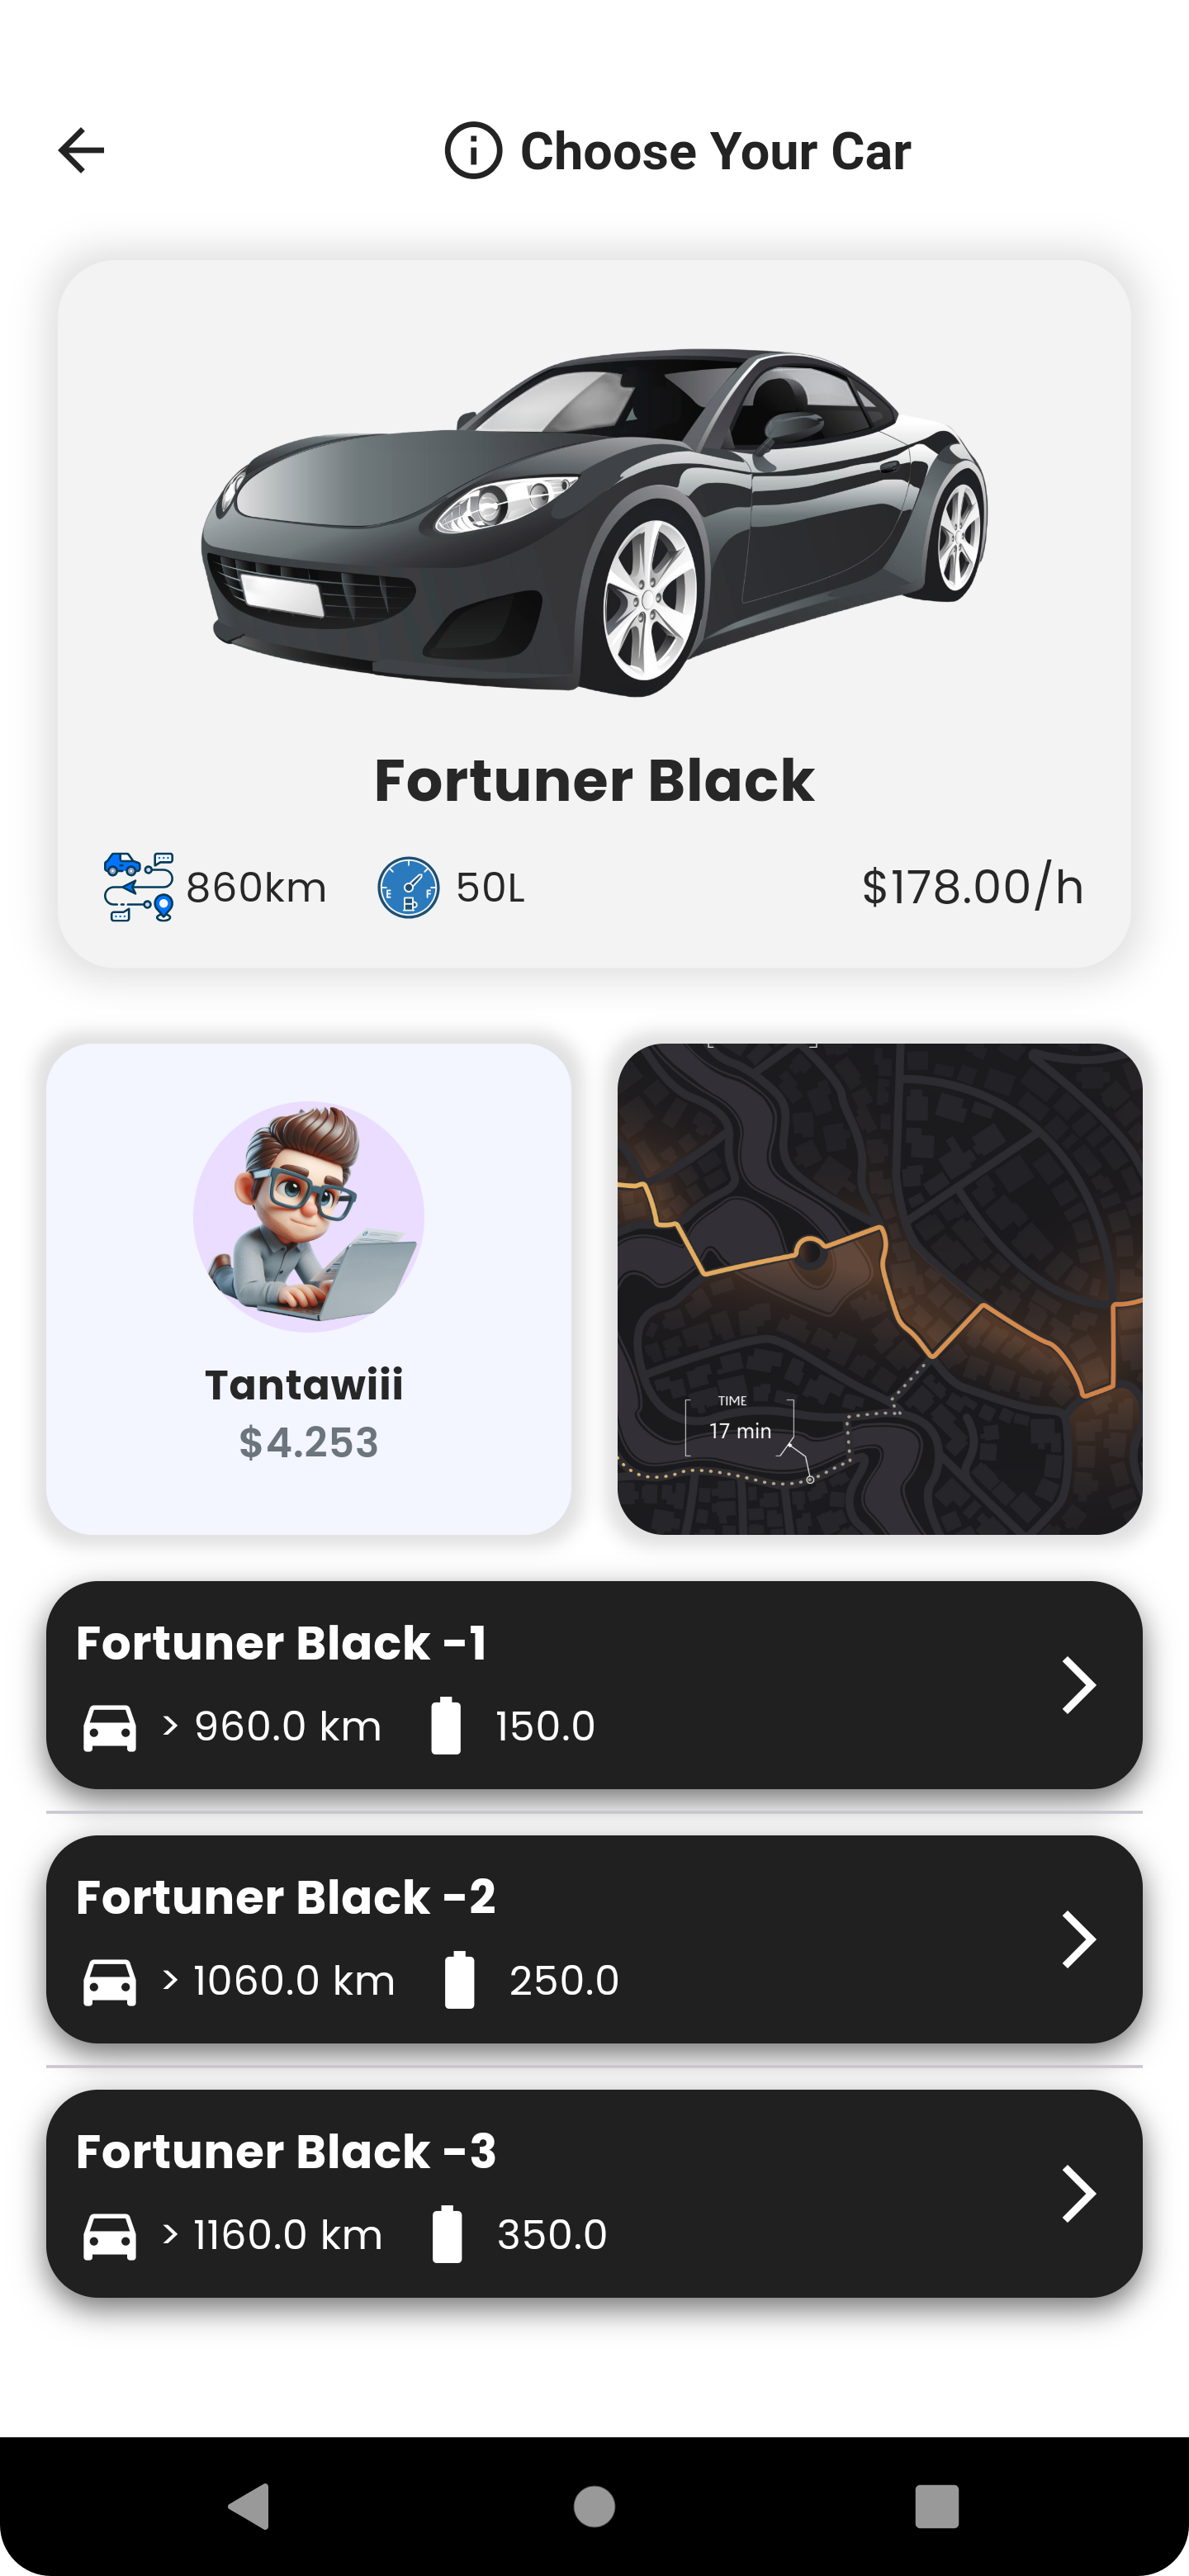 Choose Your Car
Fortuner Black
860km
50L
$178.00/h
Tantawiii
$4.253
TIME
17 min
Fortuner Black -1
> 960.0 km
150.0
Fortuner Black -2
> 1060.0 km
250.0
Fortuner Black -3
> 1160.0 km
350.0